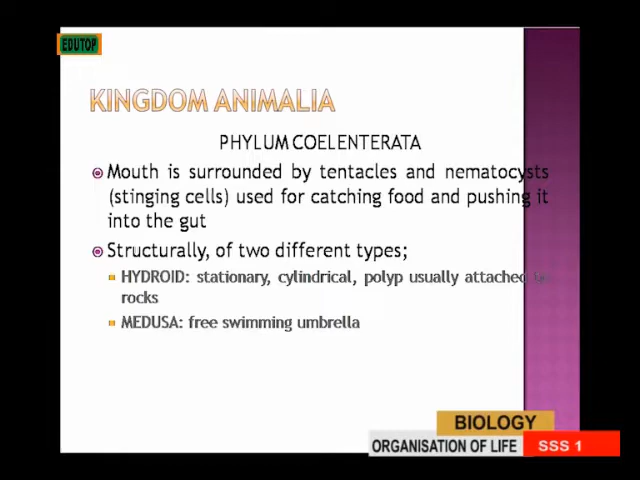 EDUTOP
KINGDOM ANIMALIA
PHYLUM COELENTERATA
Mouth is surrounded by tentacles and nematocysts
(stinging cells) used for catching food and pushing it
into the gut
Structurally, of two different types;
HYDROID: stationary, cylindrical, polyp usually attached to
rocks
MEDUSA: free swimming umbrella
BIOLOGY
ORGANISATION OF LIFE SSS 1